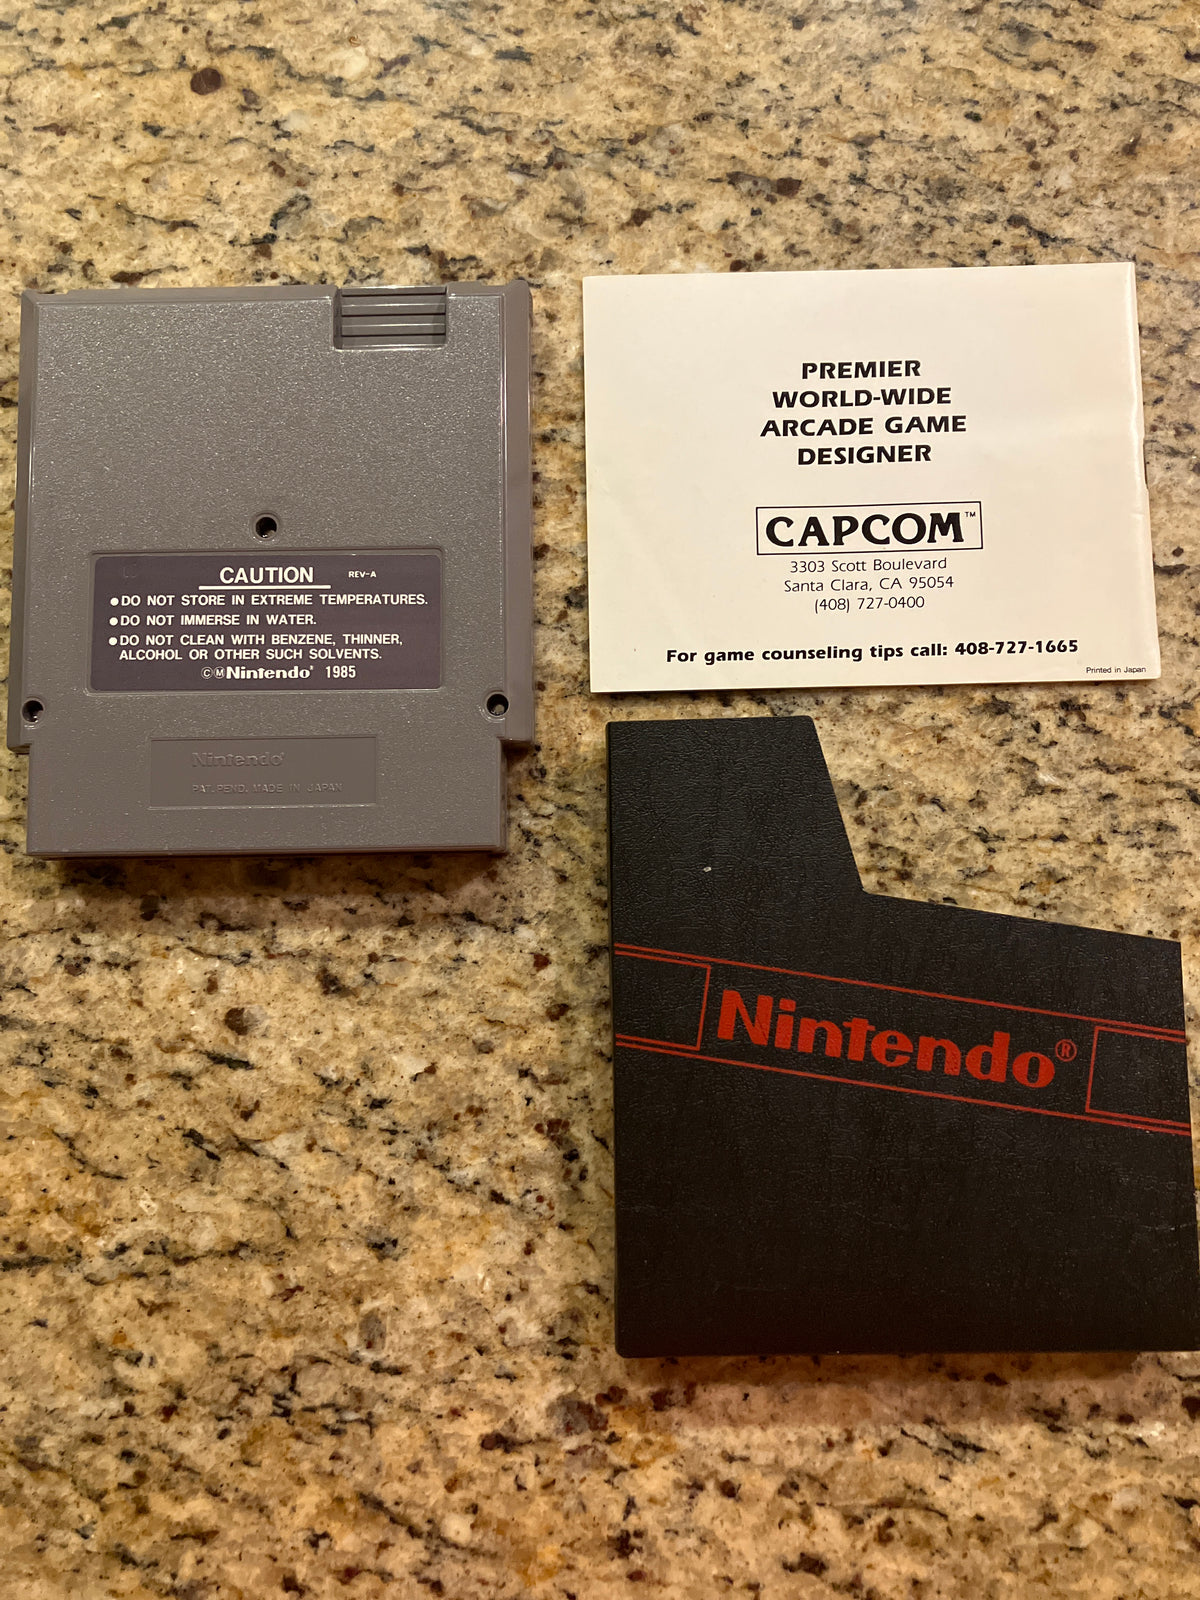 CAUTION REV-A
●DO NOT STORE IN EXTREME TEMPERATURES.
●DO NOT IMMERSE IN WATER.
●DO NOT CLEAN WITH BENZENE, THINNER,
ALCOHOL OR OTHER SUCH SOLVENTS.
ⒸⓂNintendo® 1985
Nintendo®
PAT. PEND. MADE IN JAPAN
PREMIER
WORLD-WIDE
ARCADE GAME
DESIGNER
CAPCOM™
3303 Scott Boulevard
Santa Clara, CA 95054
(408) 727-0400
For game counseling tips call: 408-727-1665
Printed in Japan
Nintendo®